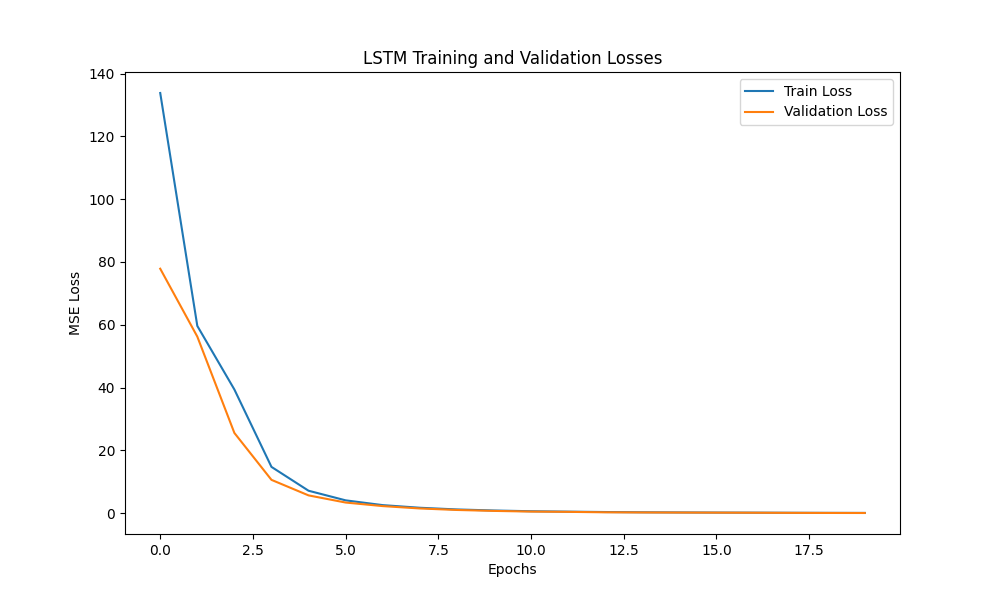 LSTM Training and Validation Losses
Train Loss
Validation Loss
140
120
100
80
60
40
20
0
MSE Loss
0.0 2.5 5.0 7.5 10.0 12.5 15.0 17.5
Epochs